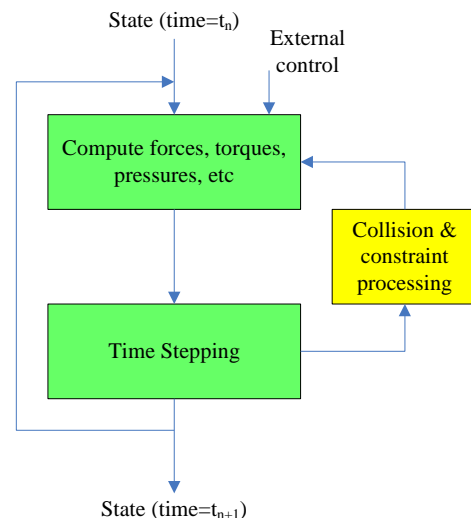 State (time=tₙ)
External
control
Compute forces, torques,
pressures, etc
Collision &
constraint
processing
Time Stepping
State (time=tₙ₊₁)